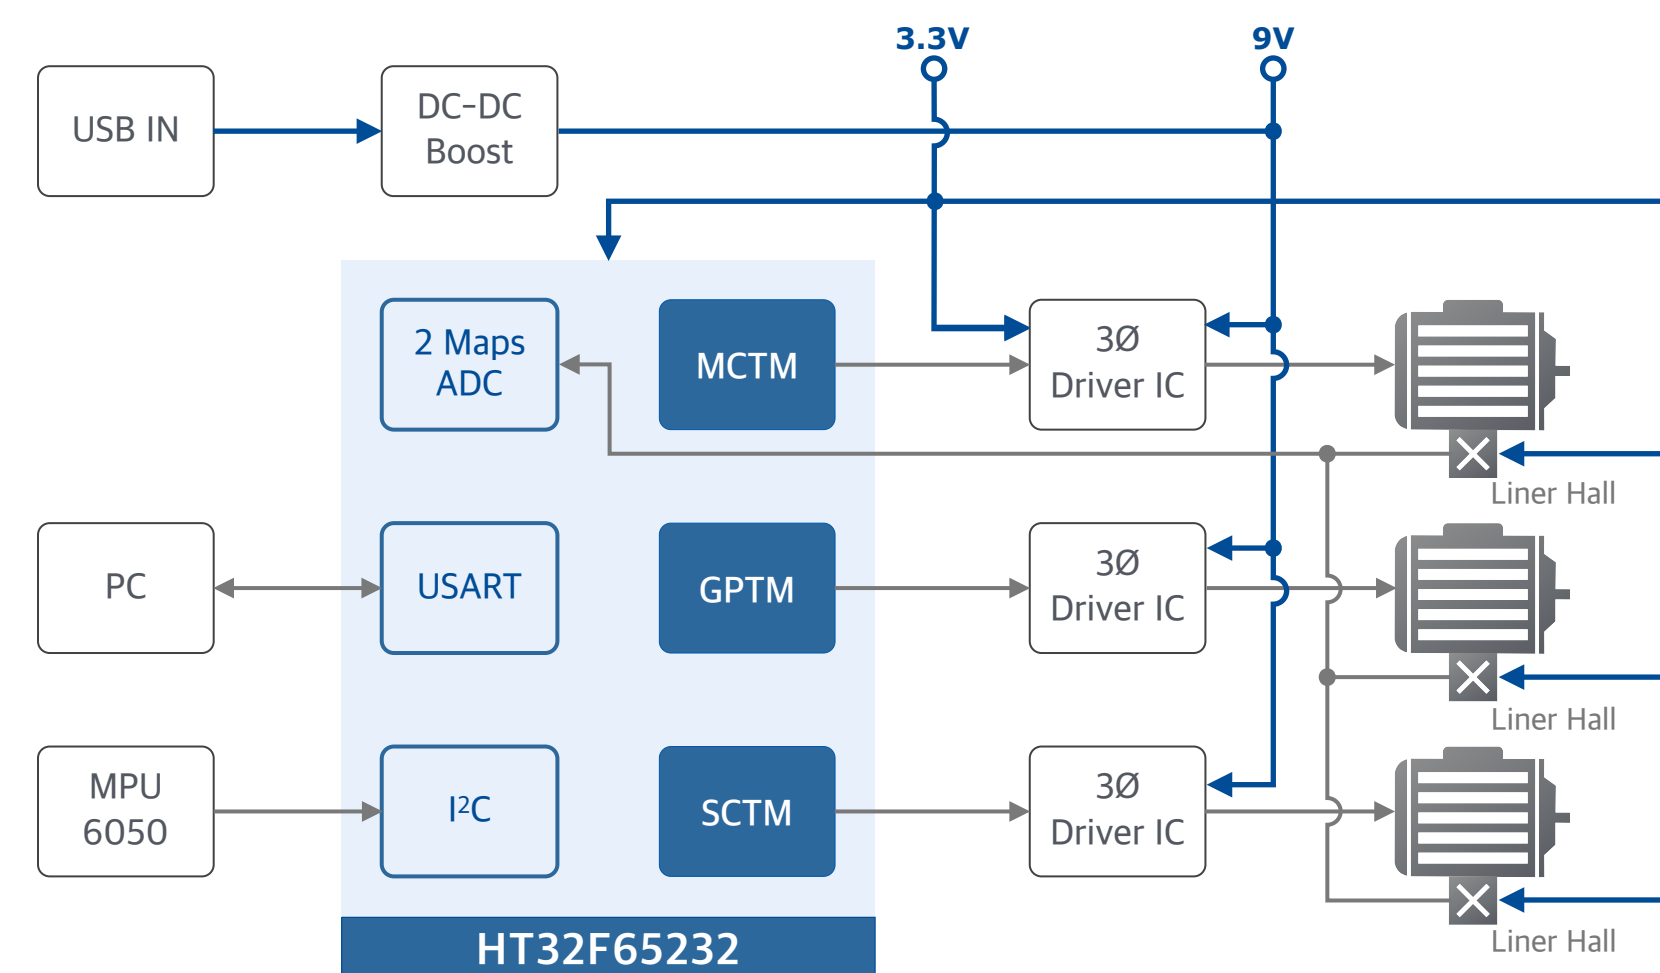 3.3V
9V
USB IN
DC-DC
Boost
2 Maps
ADC
MCTM
3Ø
Driver IC
Liner Hall
PC
USART
GPTM
3Ø
Driver IC
Liner Hall
MPU
6050
I²C
SCTM
3Ø
Driver IC
Liner Hall
HT32F65232